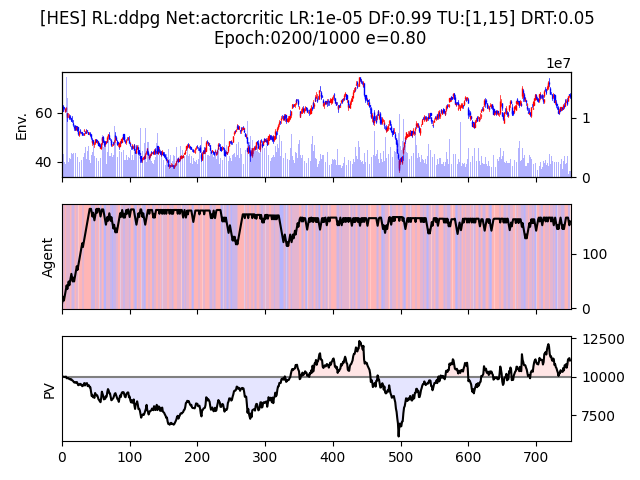 [HES] RL:ddpg Net:actorcritic LR:1e-05 DF:0.99 TU:[1,15] DRT:0.05
Epoch:0200/1000 e=0.80
1e7
Env.
60
40
1
0
Agent
100
0
PV
12500
10000
7500
0 100 200 300 400 500 600 700